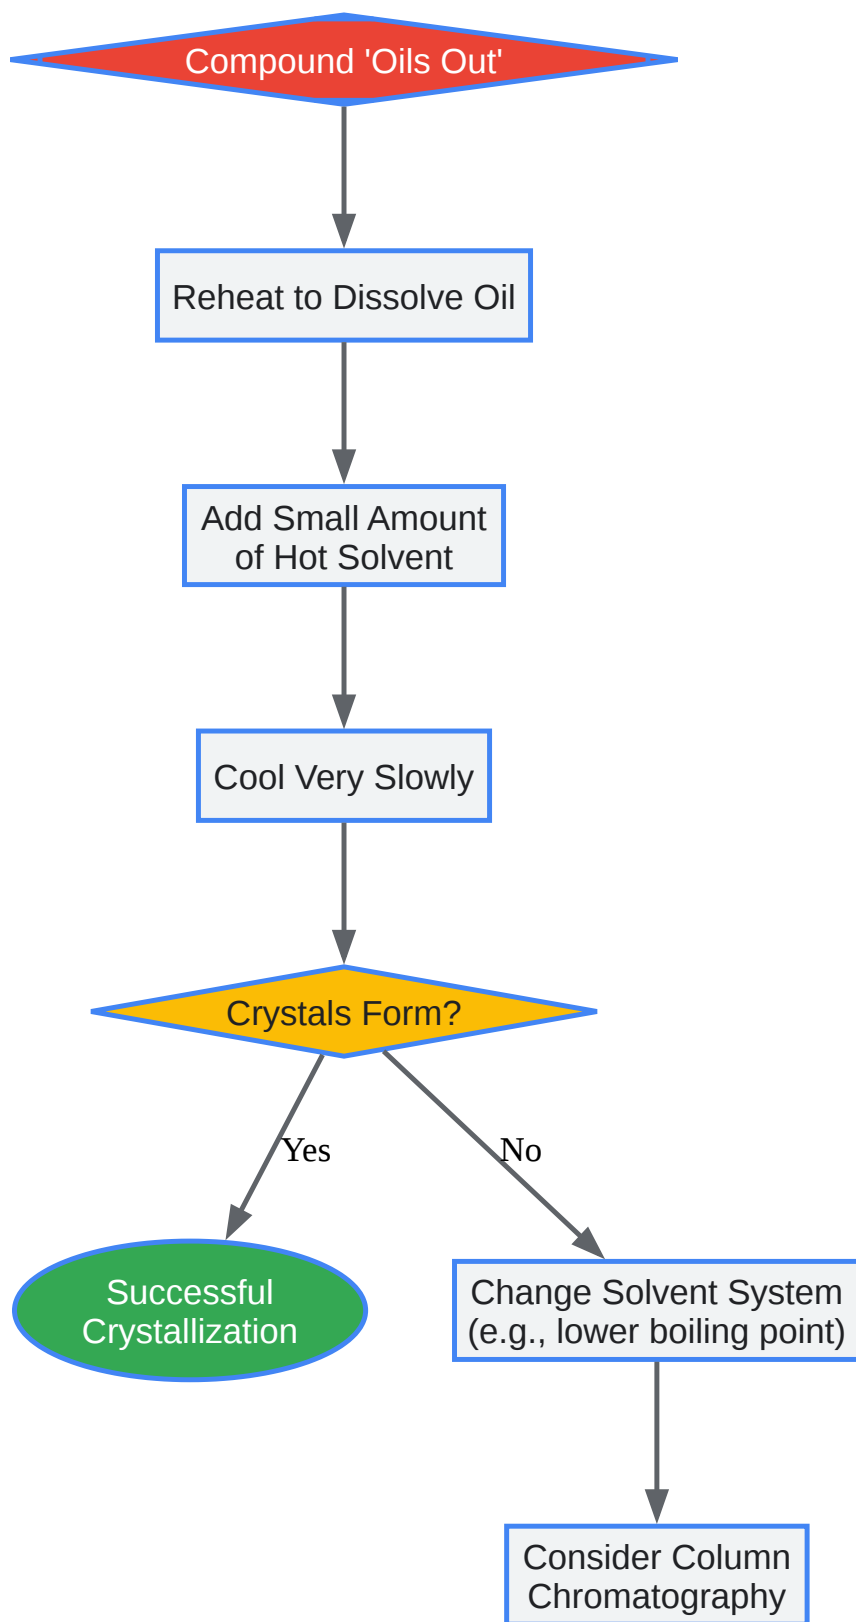 Compound 'Oils Out'
Reheat to Dissolve Oil
Add Small Amount
of Hot Solvent
Cool Very Slowly
Crystals Form?
Yes
No
Successful
Crystallization
Change Solvent System
(e.g., lower boiling point)
Consider Column
Chromatography